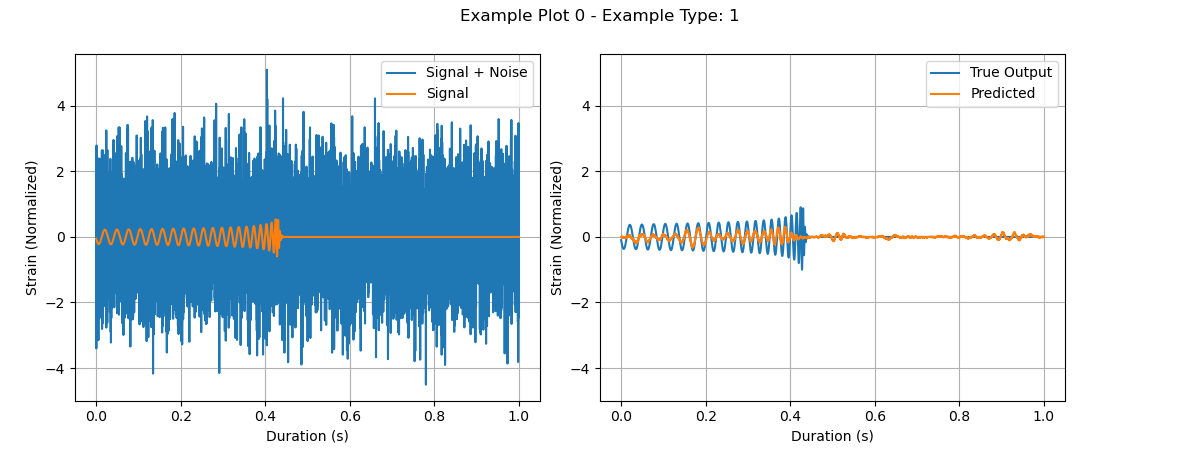 Example Plot 0 - Example Type: 1
Signal + Noise
Signal
4
2
0
−2
−4
Strain (Normalized)
0.0 0.2 0.4 0.6 0.8 1.0
Duration (s)
True Output
Predicted
4
2
0
−2
−4
Strain (Normalized)
0.0 0.2 0.4 0.6 0.8 1.0
Duration (s)